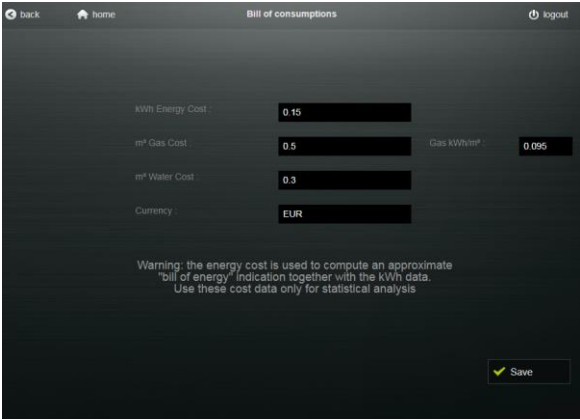 back home Bill of consumptions logout
kWh Energy Cost : 0.15
m³ Gas Cost 0.5 Gas kWh/m³ : 0.095
m³ Water Cost 0.3
Currency : EUR
Warning: the energy cost is used to compute an approximate
"bill of energy" indication together with the kWh data.
Use these cost data only for statistical analysis
Save